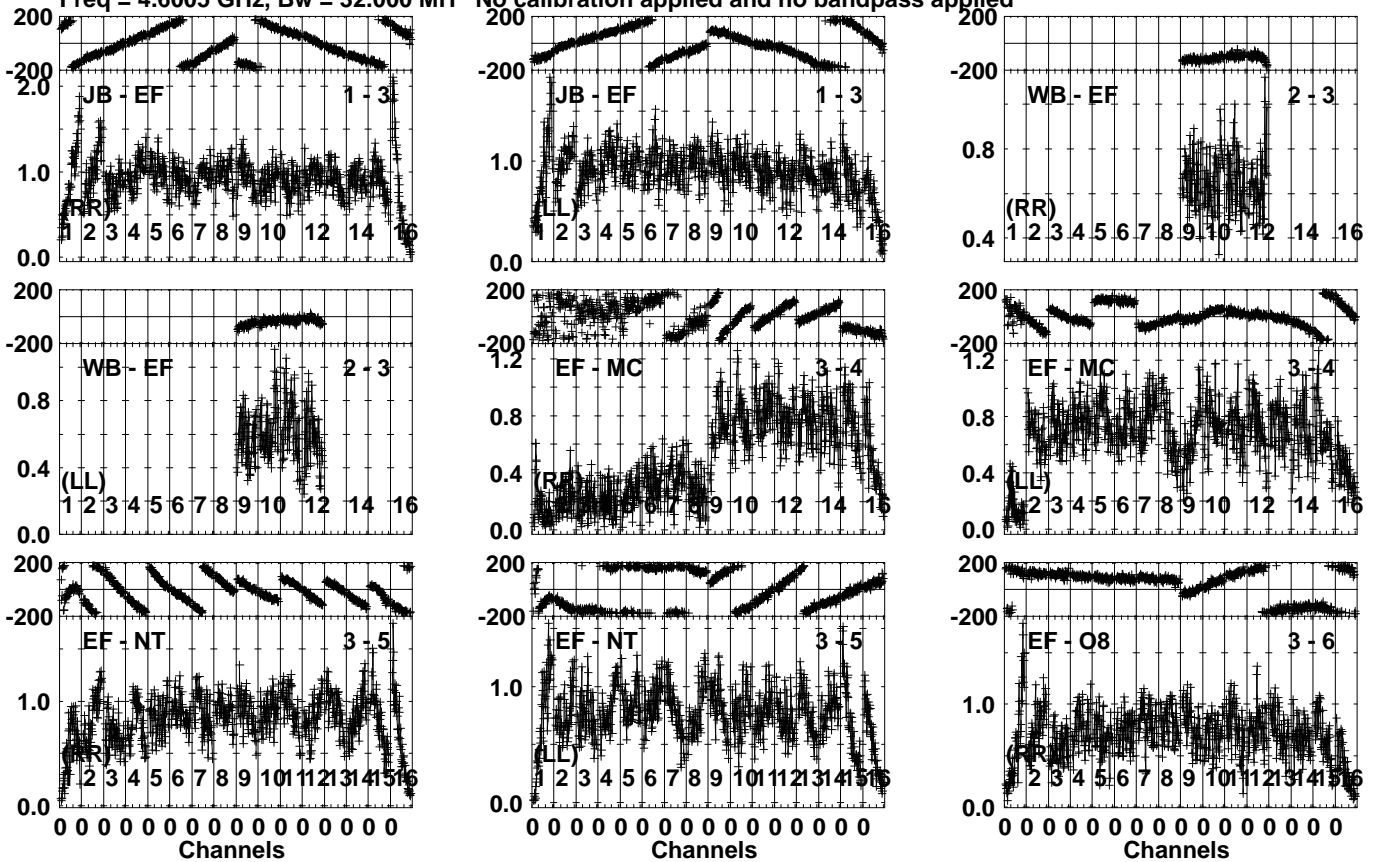 Freq = 4.6005 GHz, Bw = 32.000 MH No calibration applied and no bandpass applied
200 200 200
-200 -200 -200
2.0 JB - EF 1 - 3 JB - EF 1 - 3 WB - EF 2 - 3
1.0 1.0 0.8
(RR) (LL) (RR)
1 2 3 4 5 6 7 8 9 10 12 14 16 1 2 3 4 5 6 7 8 9 10 12 14 16 0.4 1 2 3 4 5 6 7 8 9 10 12 14 16
0.0 0.0
200 200 200
-200 -200 -200
WB - EF 2 - 3 1.2 EF - MC 3 - 4 1.2 EF - MC 3 - 4
0.8 0.8 0.8
0.4 0.4 0.4
(LL) (RR) (LL)
1 2 3 4 5 6 7 8 9 10 12 14 16 6 7 8 9 10 12 14 16 2 3 4 5 6 7 8 9 10 12 14 16
0.0 0.0 0.0
200 200 200
-200 -200 -200
EF - NT 3 - 5 EF - NT 3 - 5 EF - O8 3 - 6
1.0 1.0 1.0
(RR) (LL) (RR)
2 3 4 5 6 7 8 9 10 11 12 13 14 15 16 1 2 3 4 5 6 7 8 9 10 11 12 13 14 15 16 2 3 4 5 6 7 8 9 10 11 12 13 14 15 16
0.0 0.0 0.0
0 0 0 0 0 0 0 0 0 0 0 0 0 0 0 0 0 0 0 0 0 0 0 0 0 0 0 0 0 0 0 0 0 0 0 0 0 0 0 0 0 0 0 0 0 0 0 0
Channels Channels Channels